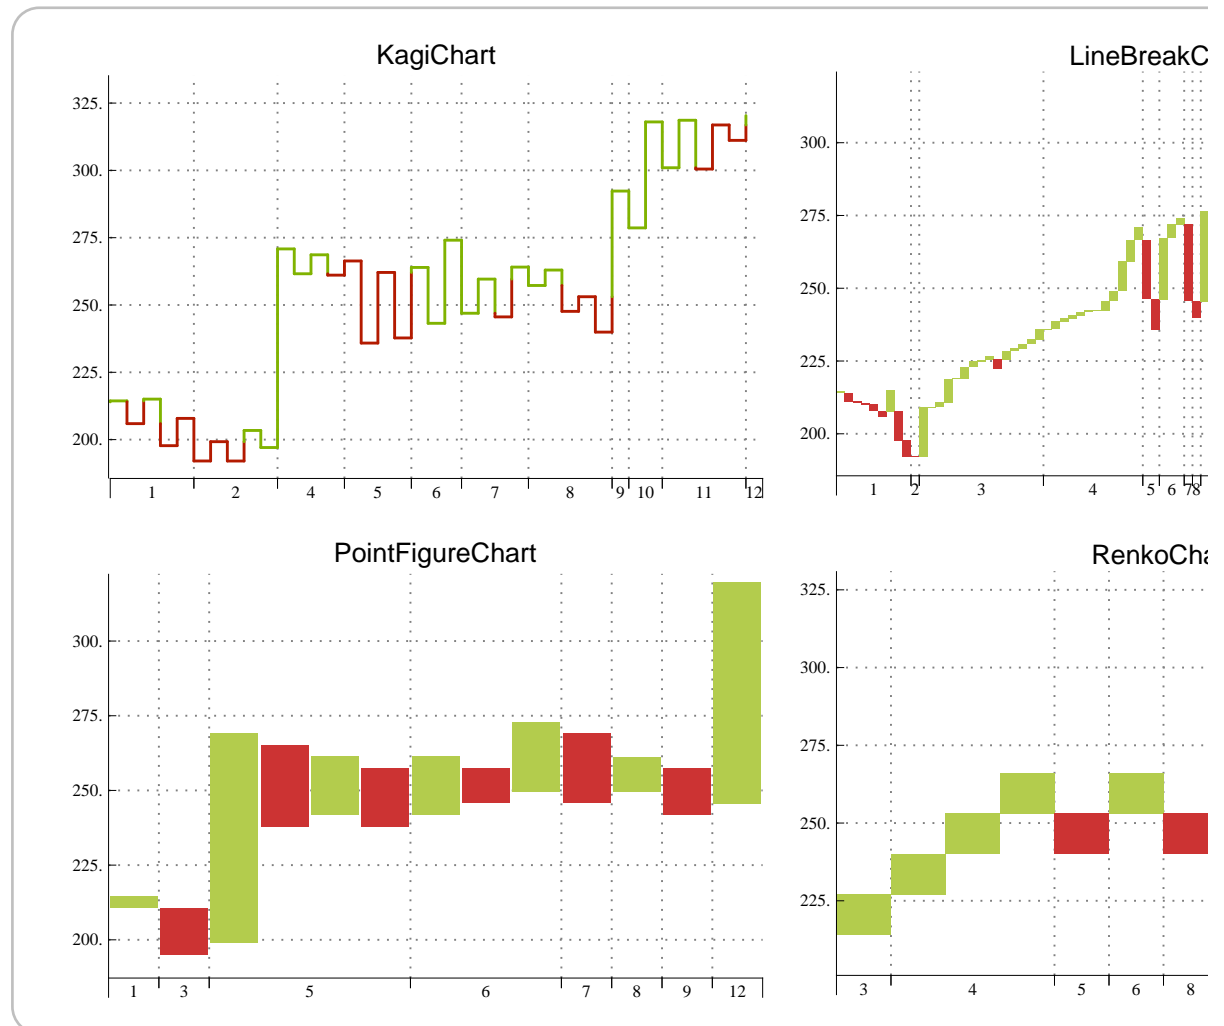 KagiChart
325.
300.
275.
250.
225.
200.
1 2 4 5 6 7 8 9 10 11 12
LineBreakC
300.
275.
250.
225.
200.
1 2 3 4 5 6 7 8
PointFigureChart
300.
275.
250.
225.
200.
1 3 5 6 7 8 9 12
RenkoCha
325.
300.
275.
250.
225.
3 4 5 6 8